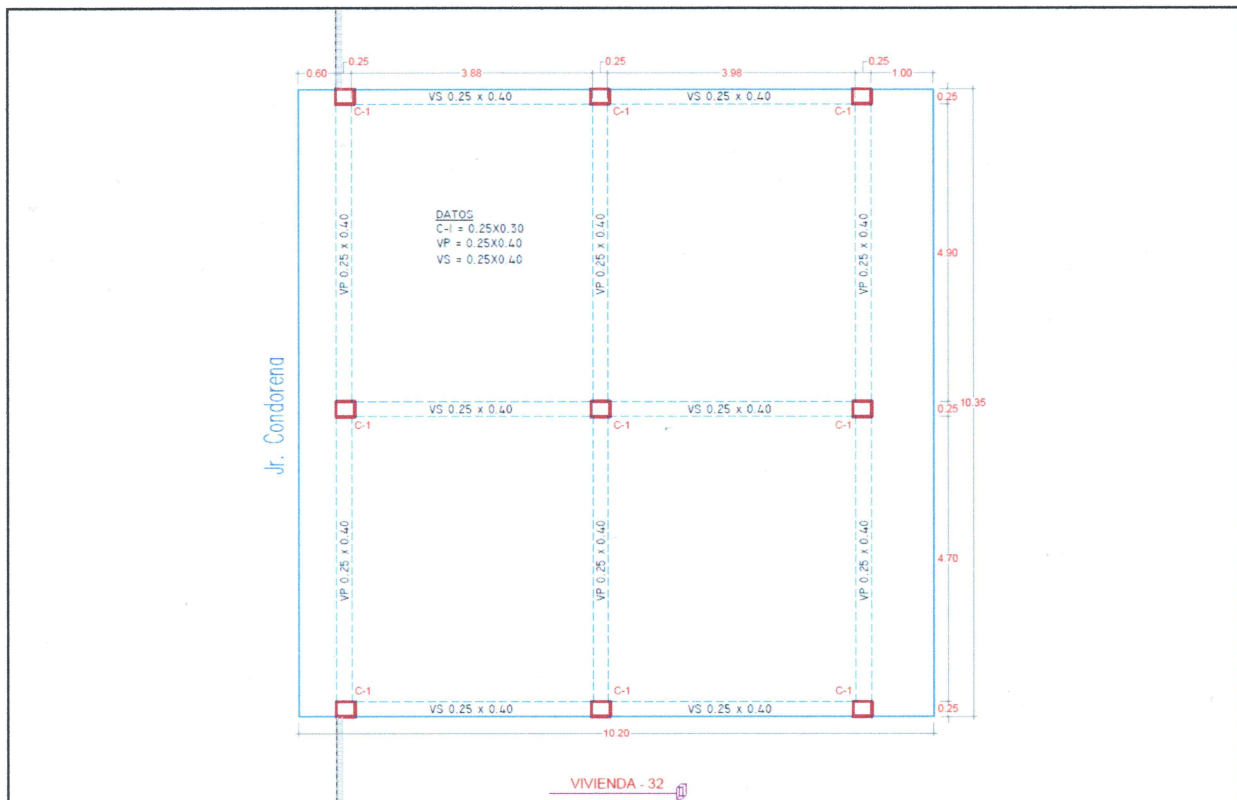 0.25
0.25
0.25
0.60
3.88
3.98
1.00
VS 0.25 x 0.40
VS 0.25 x 0.40
0.25
C-1
C-1
C-1
DATOS
C-1 = 0.25X0.30
VP = 0.25X0.40
VS = 0.25X0.40
VP 0.25 x 0.40
VP 0.25 x 0.40
VP 0.25 x 0.40
4.90
Jr. Condorena
VS 0.25 x 0.40
VS 0.25 x 0.40
0.25
10.35
C-1
C-1
C-1
VP 0.25 x 0.40
VP 0.25 x 0.40
VP 0.25 x 0.40
4.70
C-1
C-1
C-1
VS 0.25 x 0.40
VS 0.25 x 0.40
0.25
10.20
VIVIENDA - 32